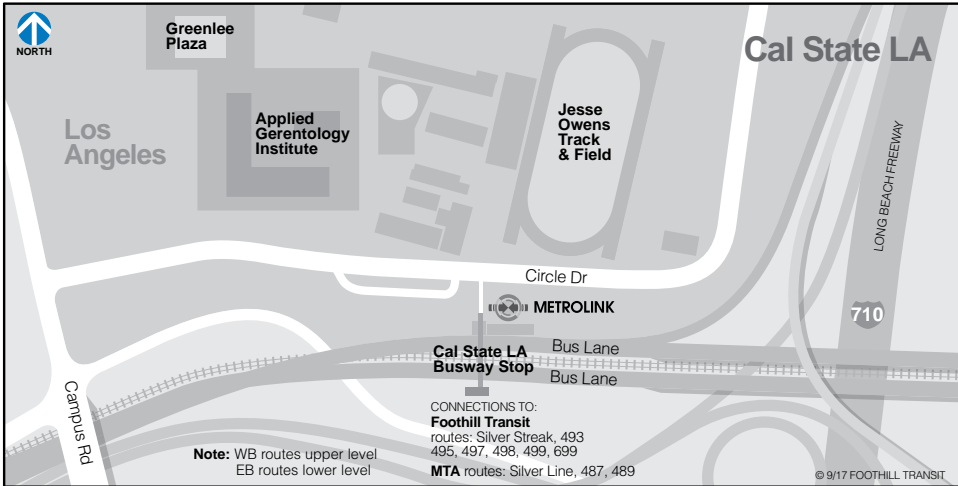 NORTH
Greenlee
Plaza
Cal State LA
Los
Angeles
Applied
Gerentology
Institute
Jesse
Owens
Track
& Field
LONG BEACH FREEWAY
710
Circle Dr
METROLINK
Bus Lane
Cal State LA
Busway Stop
Bus Lane
Campus Rd
CONNECTIONS TO:
Foothill Transit
routes: Silver Streak, 493
495, 497, 498, 499, 699
MTA routes: Silver Line, 487, 489
Note: WB routes upper level
EB routes lower level
© 9/17 FOOTHILL TRANSIT